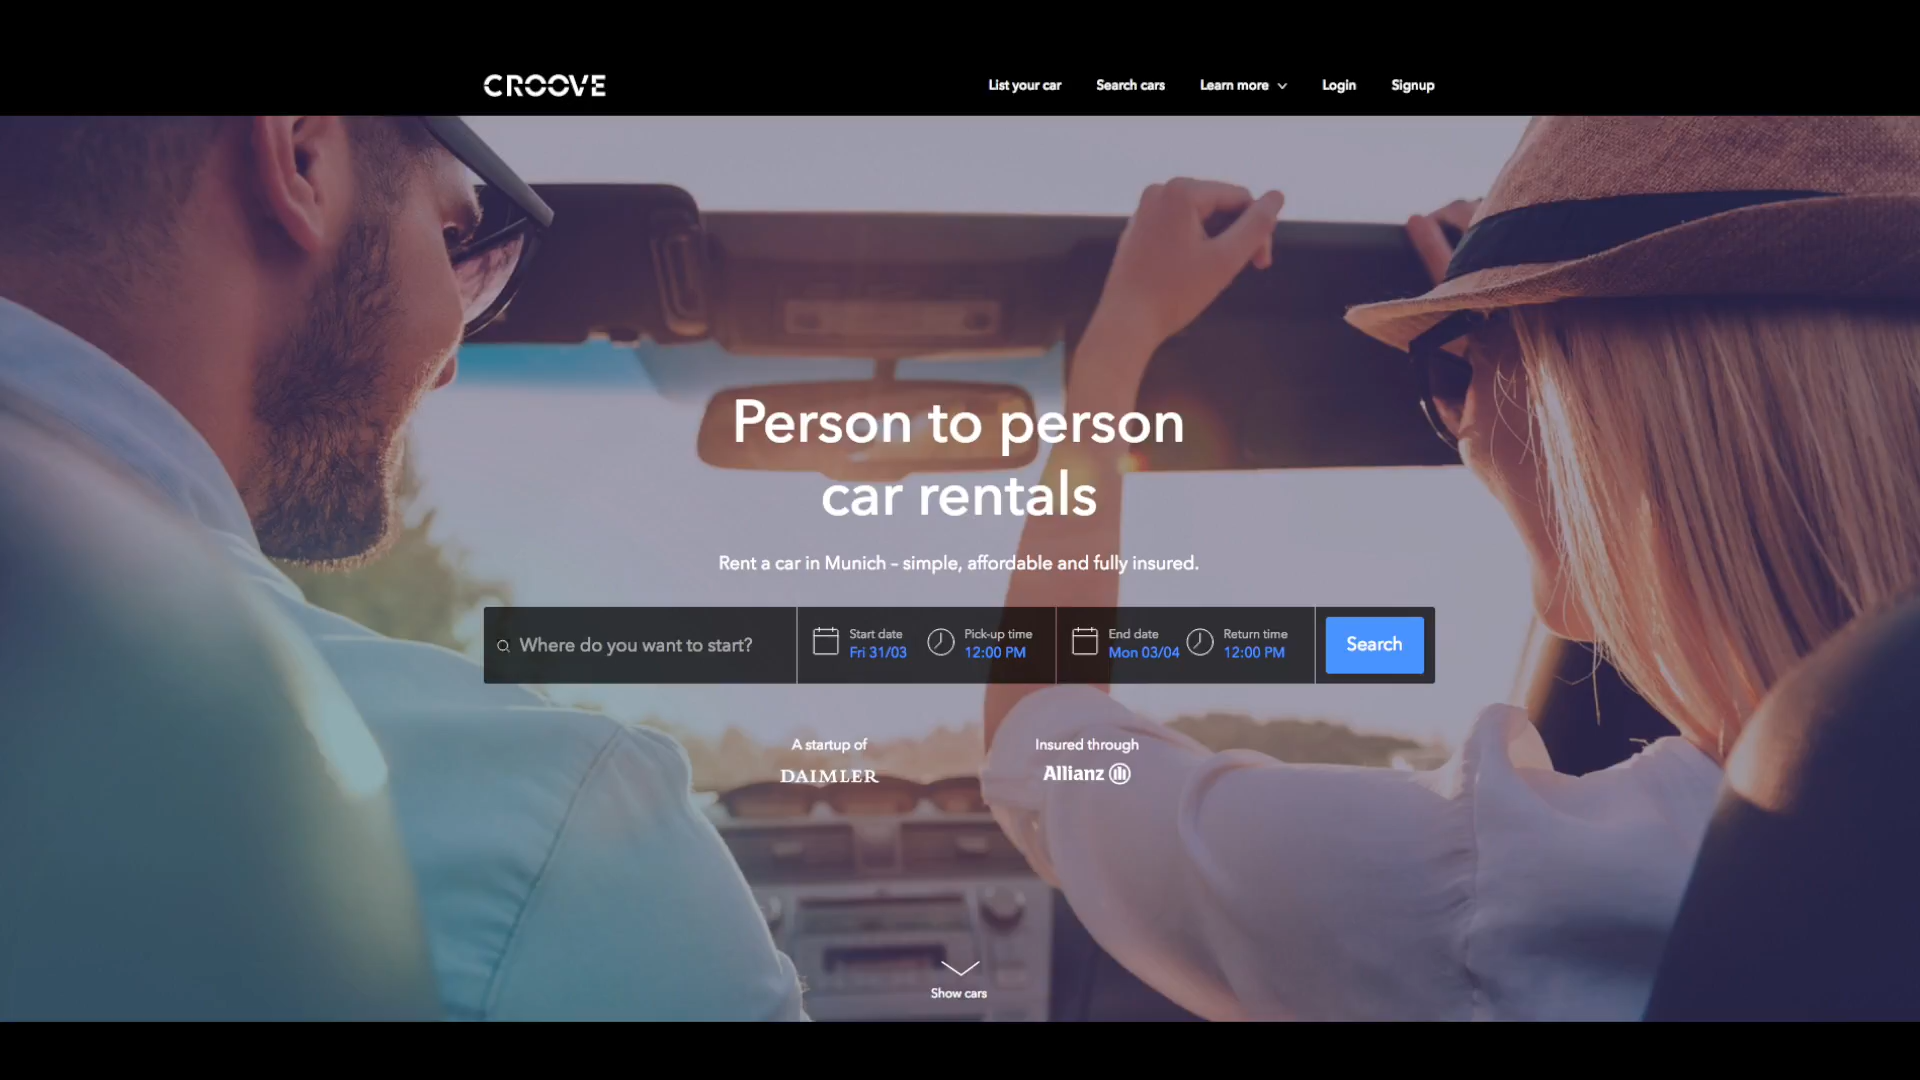 CROOVE
List your car
Search cars
Learn more
Login
Signup
Person to person
car rentals
Rent a car in Munich – simple, affordable and fully insured.
Where do you want to start?
Start date
Fri 31/03
Pick-up time
12:00 PM
End date
Mon 03/04
Return time
12:00 PM
Search
A startup of
DAIMLER
Insured through
Allianz
Show cars